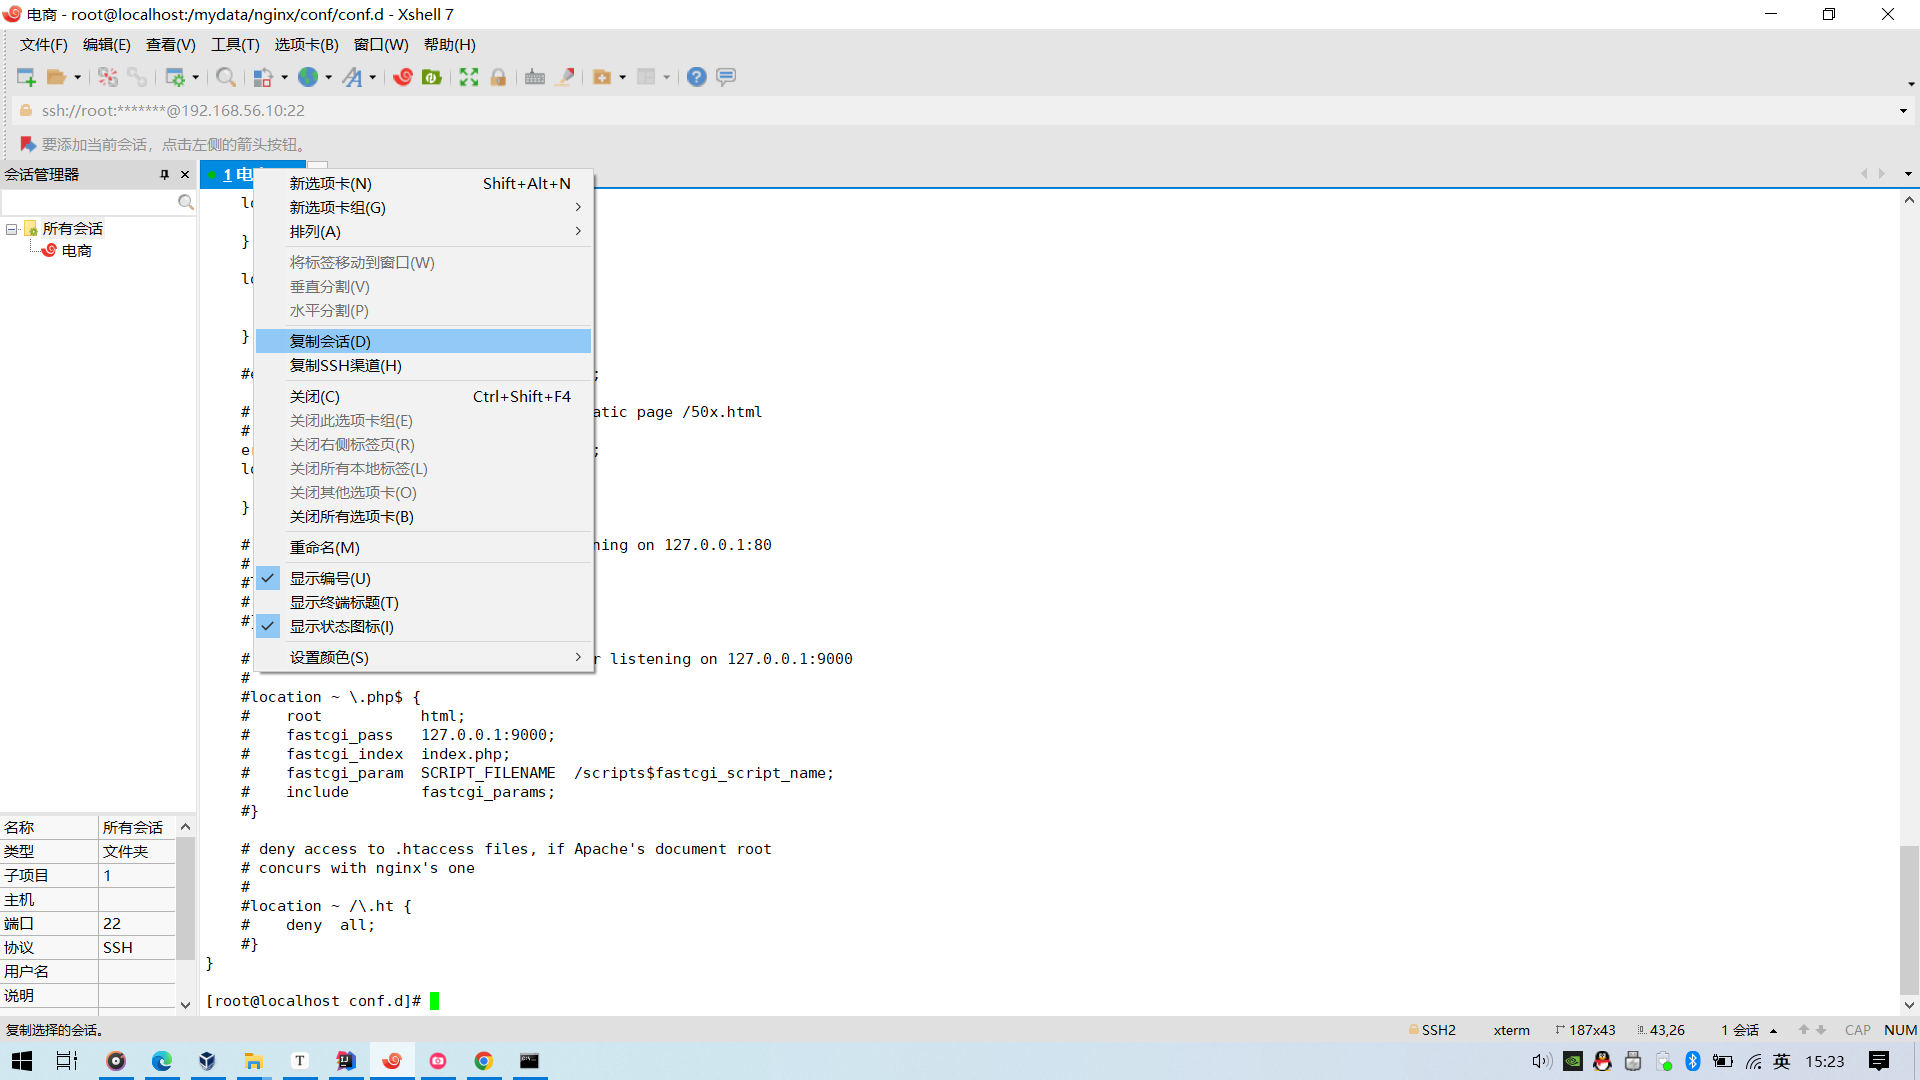 电商 - root@localhost:/mydata/nginx/conf/conf.d - Xshell 7
文件(F) 编辑(E) 查看(V) 工具(T) 选项卡(B) 窗口(W) 帮助(H)
ssh://root:*******@192.168.56.10:22
要添加当前会话，点击左侧的箭头按钮。
会话管理器
所有会话
电商
名称 所有会话
类型 文件夹
子项目 1
主机
端口 22
协议 SSH
用户名
说明
1 电
新选项卡(N) Shift+Alt+N
新选项卡组(G)
排列(A)
将标签移动到窗口(W)
垂直分割(V)
水平分割(P)
复制会话(D)
复制SSH渠道(H)
关闭(C) Ctrl+Shift+F4
关闭此选项卡组(E)
关闭右侧标签页(R)
关闭所有本地标签(L)
关闭其他选项卡(O)
关闭所有选项卡(B)
重命名(M)
显示编号(U)
显示终端标题(T)
显示状态图标(I)
设置颜色(S)
}
}
# atic page /50x.html
#
}
# ning on 127.0.0.1:80
#
#
# r listening on 127.0.0.1:9000
#
#location ~ \.php$ {
#    root           html;
#    fastcgi_pass   127.0.0.1:9000;
#    fastcgi_index  index.php;
#    fastcgi_param  SCRIPT_FILENAME  /scripts$fastcgi_script_name;
#    include        fastcgi_params;
#}
# deny access to .htaccess files, if Apache's document root
# concurs with nginx's one
#
#location ~ /\.ht {
#    deny  all;
#}
}
[root@localhost conf.d]#
复制选择的会话。
SSH2 xterm 187x43 43,26 1 会话 CAP NUM
英 15:23